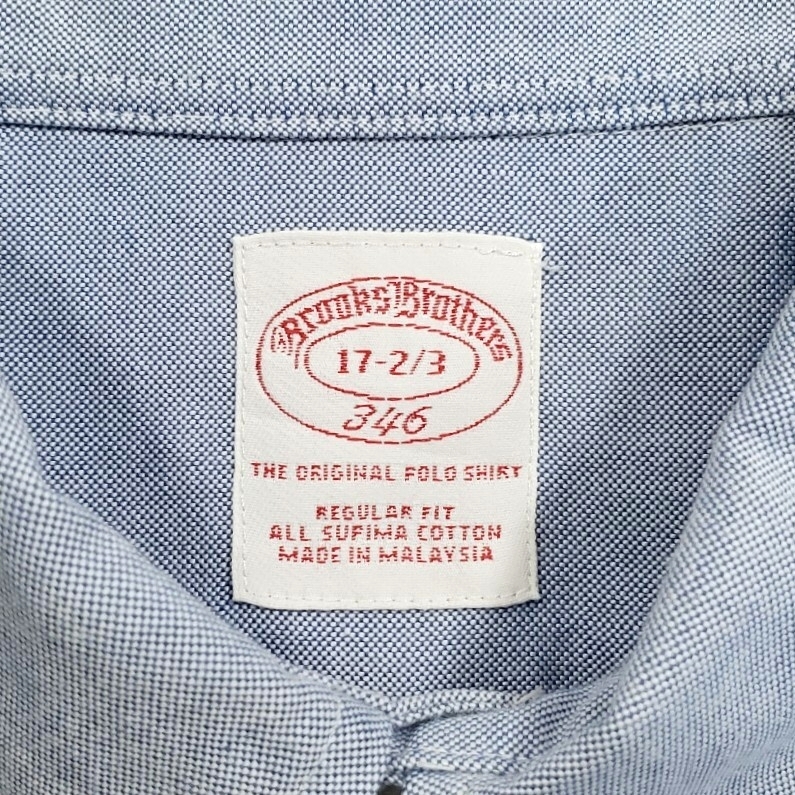 Brooks Brothers
17-2/3
346
THE ORIGINAL POLO SHIRT
REGULAR FIT
ALL SUPIMA COTTON
MADE IN MALAYSIA